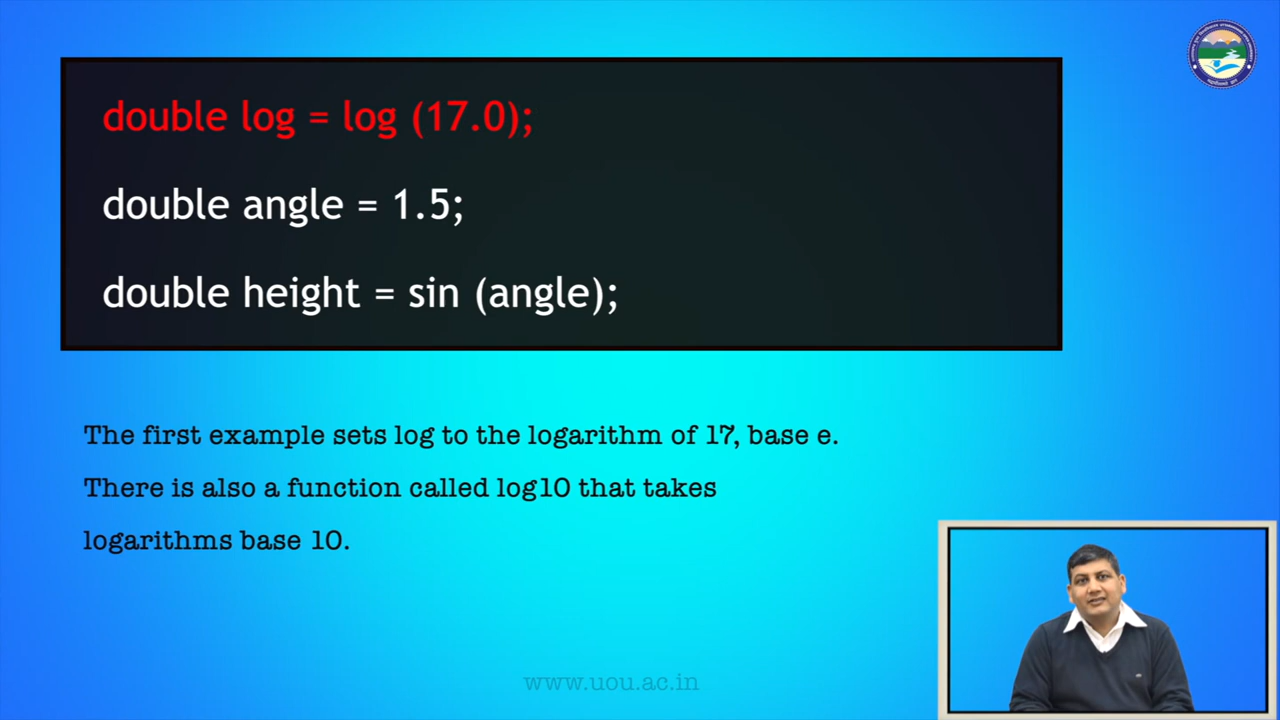 double log = log (17.0);
double angle = 1.5;
double height = sin (angle);
The first example sets log to the logarithm of 17, base e.
There is also a function called log10 that takes
logarithms base 10.
www.uou.ac.in